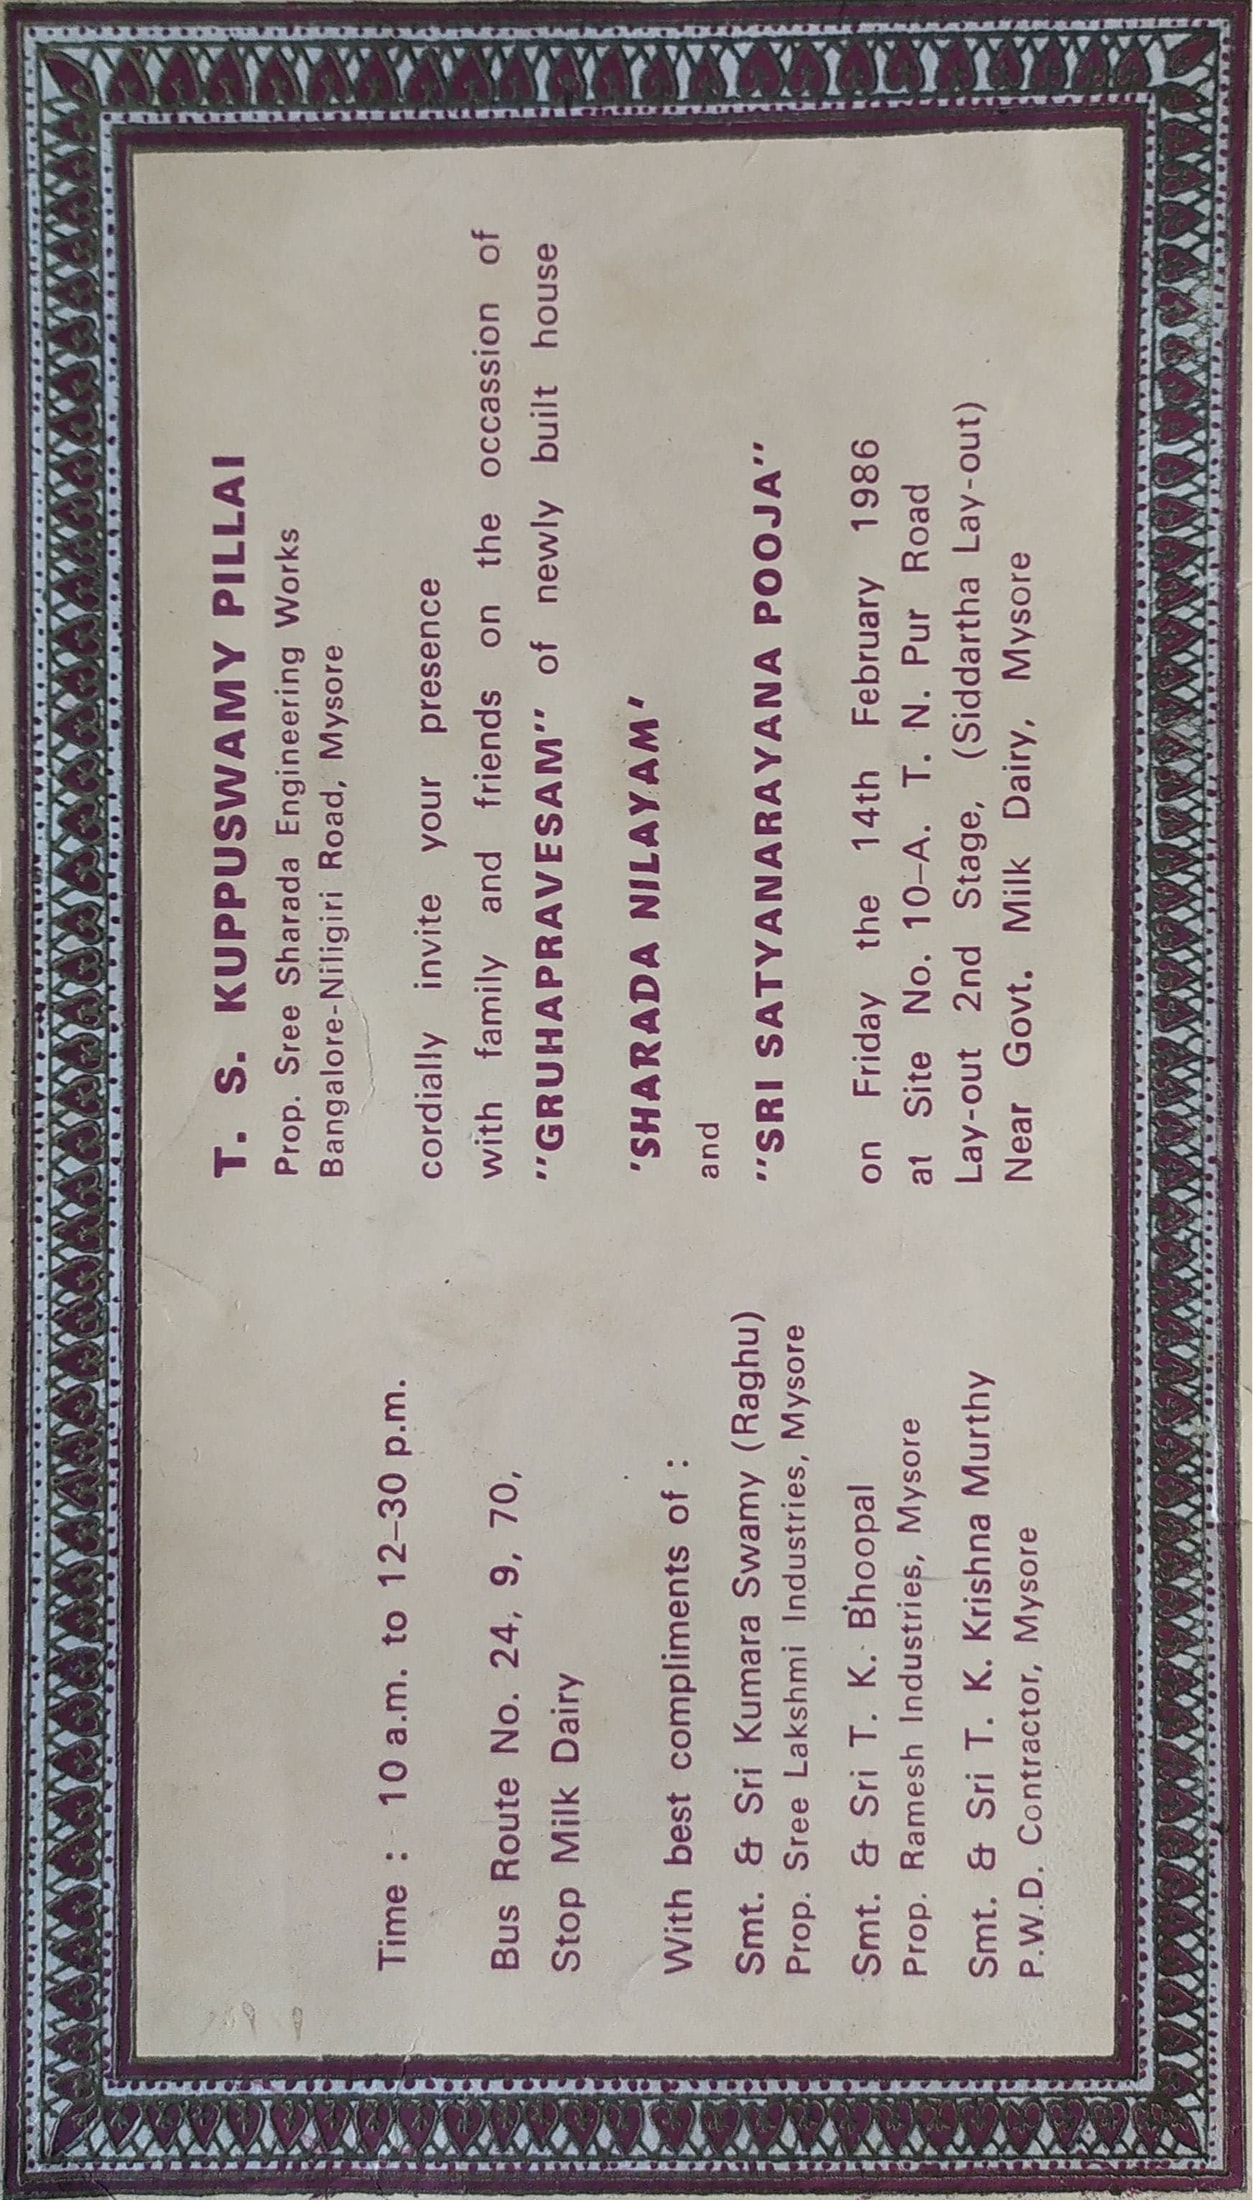 Time : 10 a.m. to 12–30 p.m.
Bus Route No. 24, 9, 70,
Stop Milk Dairy
With best compliments of :
Smt. & Sri Kumara Swamy (Raghu)
Prop. Sree Lakshmi Industries, Mysore
Smt. & Sri T. K. Bhoopal
Prop. Ramesh Industries, Mysore
Smt. & Sri T. K. Krishna Murthy
P.W.D. Contractor, Mysore
T. S. KUPPUSWAMY PILLAI
Prop. Sree Sharada Engineering Works
Bangalore-Niligiri Road, Mysore
cordially invite your presence
with family and friends on the occassion of
"GRUHAPRAVESAM" of newly built house
'SHARADA NILAYAM'
and
"SRI SATYANARAYANA POOJA"
on Friday the 14th February 1986
at Site No. 10–A. T. N. Pur Road
Lay-out 2nd Stage, (Siddartha Lay-out)
Near Govt. Milk Dairy, Mysore